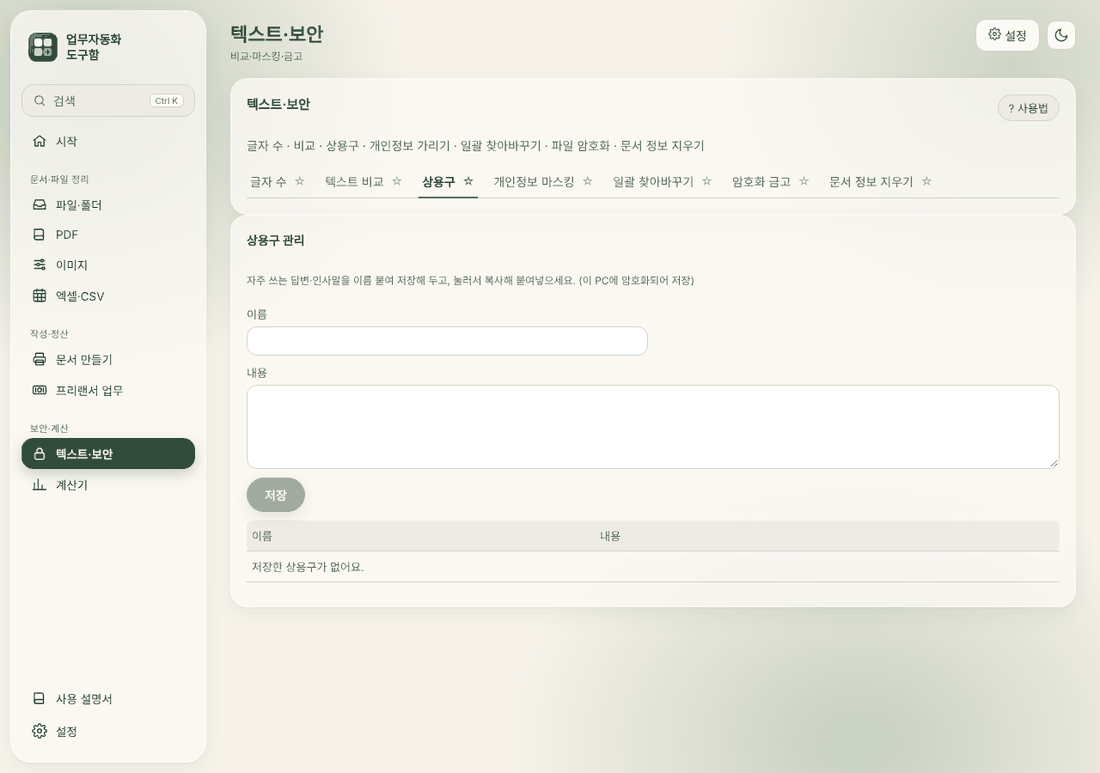 업무자동화
도구함
검색 Ctrl K
시작
문서·파일 정리
파일·폴더
PDF
이미지
엑셀·CSV
작성·정산
문서 만들기
프리랜서 업무
보안·계산
텍스트·보안
계산기
사용 설명서
설정
텍스트·보안
비교·마스킹·금고
설정
텍스트·보안
? 사용법
글자 수 · 비교 · 상용구 · 개인정보 가리기 · 일괄 찾아바꾸기 · 파일 암호화 · 문서 정보 지우기
글자 수 ☆ 텍스트 비교 ☆ 상용구 ☆ 개인정보 마스킹 ☆ 일괄 찾아바꾸기 ☆ 암호화 금고 ☆ 문서 정보 지우기 ☆
상용구 관리
자주 쓰는 답변·인사말을 이름 붙여 저장해 두고, 눌러서 복사해 붙여넣으세요. (이 PC에 암호화되어 저장)
이름
내용
저장
이름 내용
저장한 상용구가 없어요.